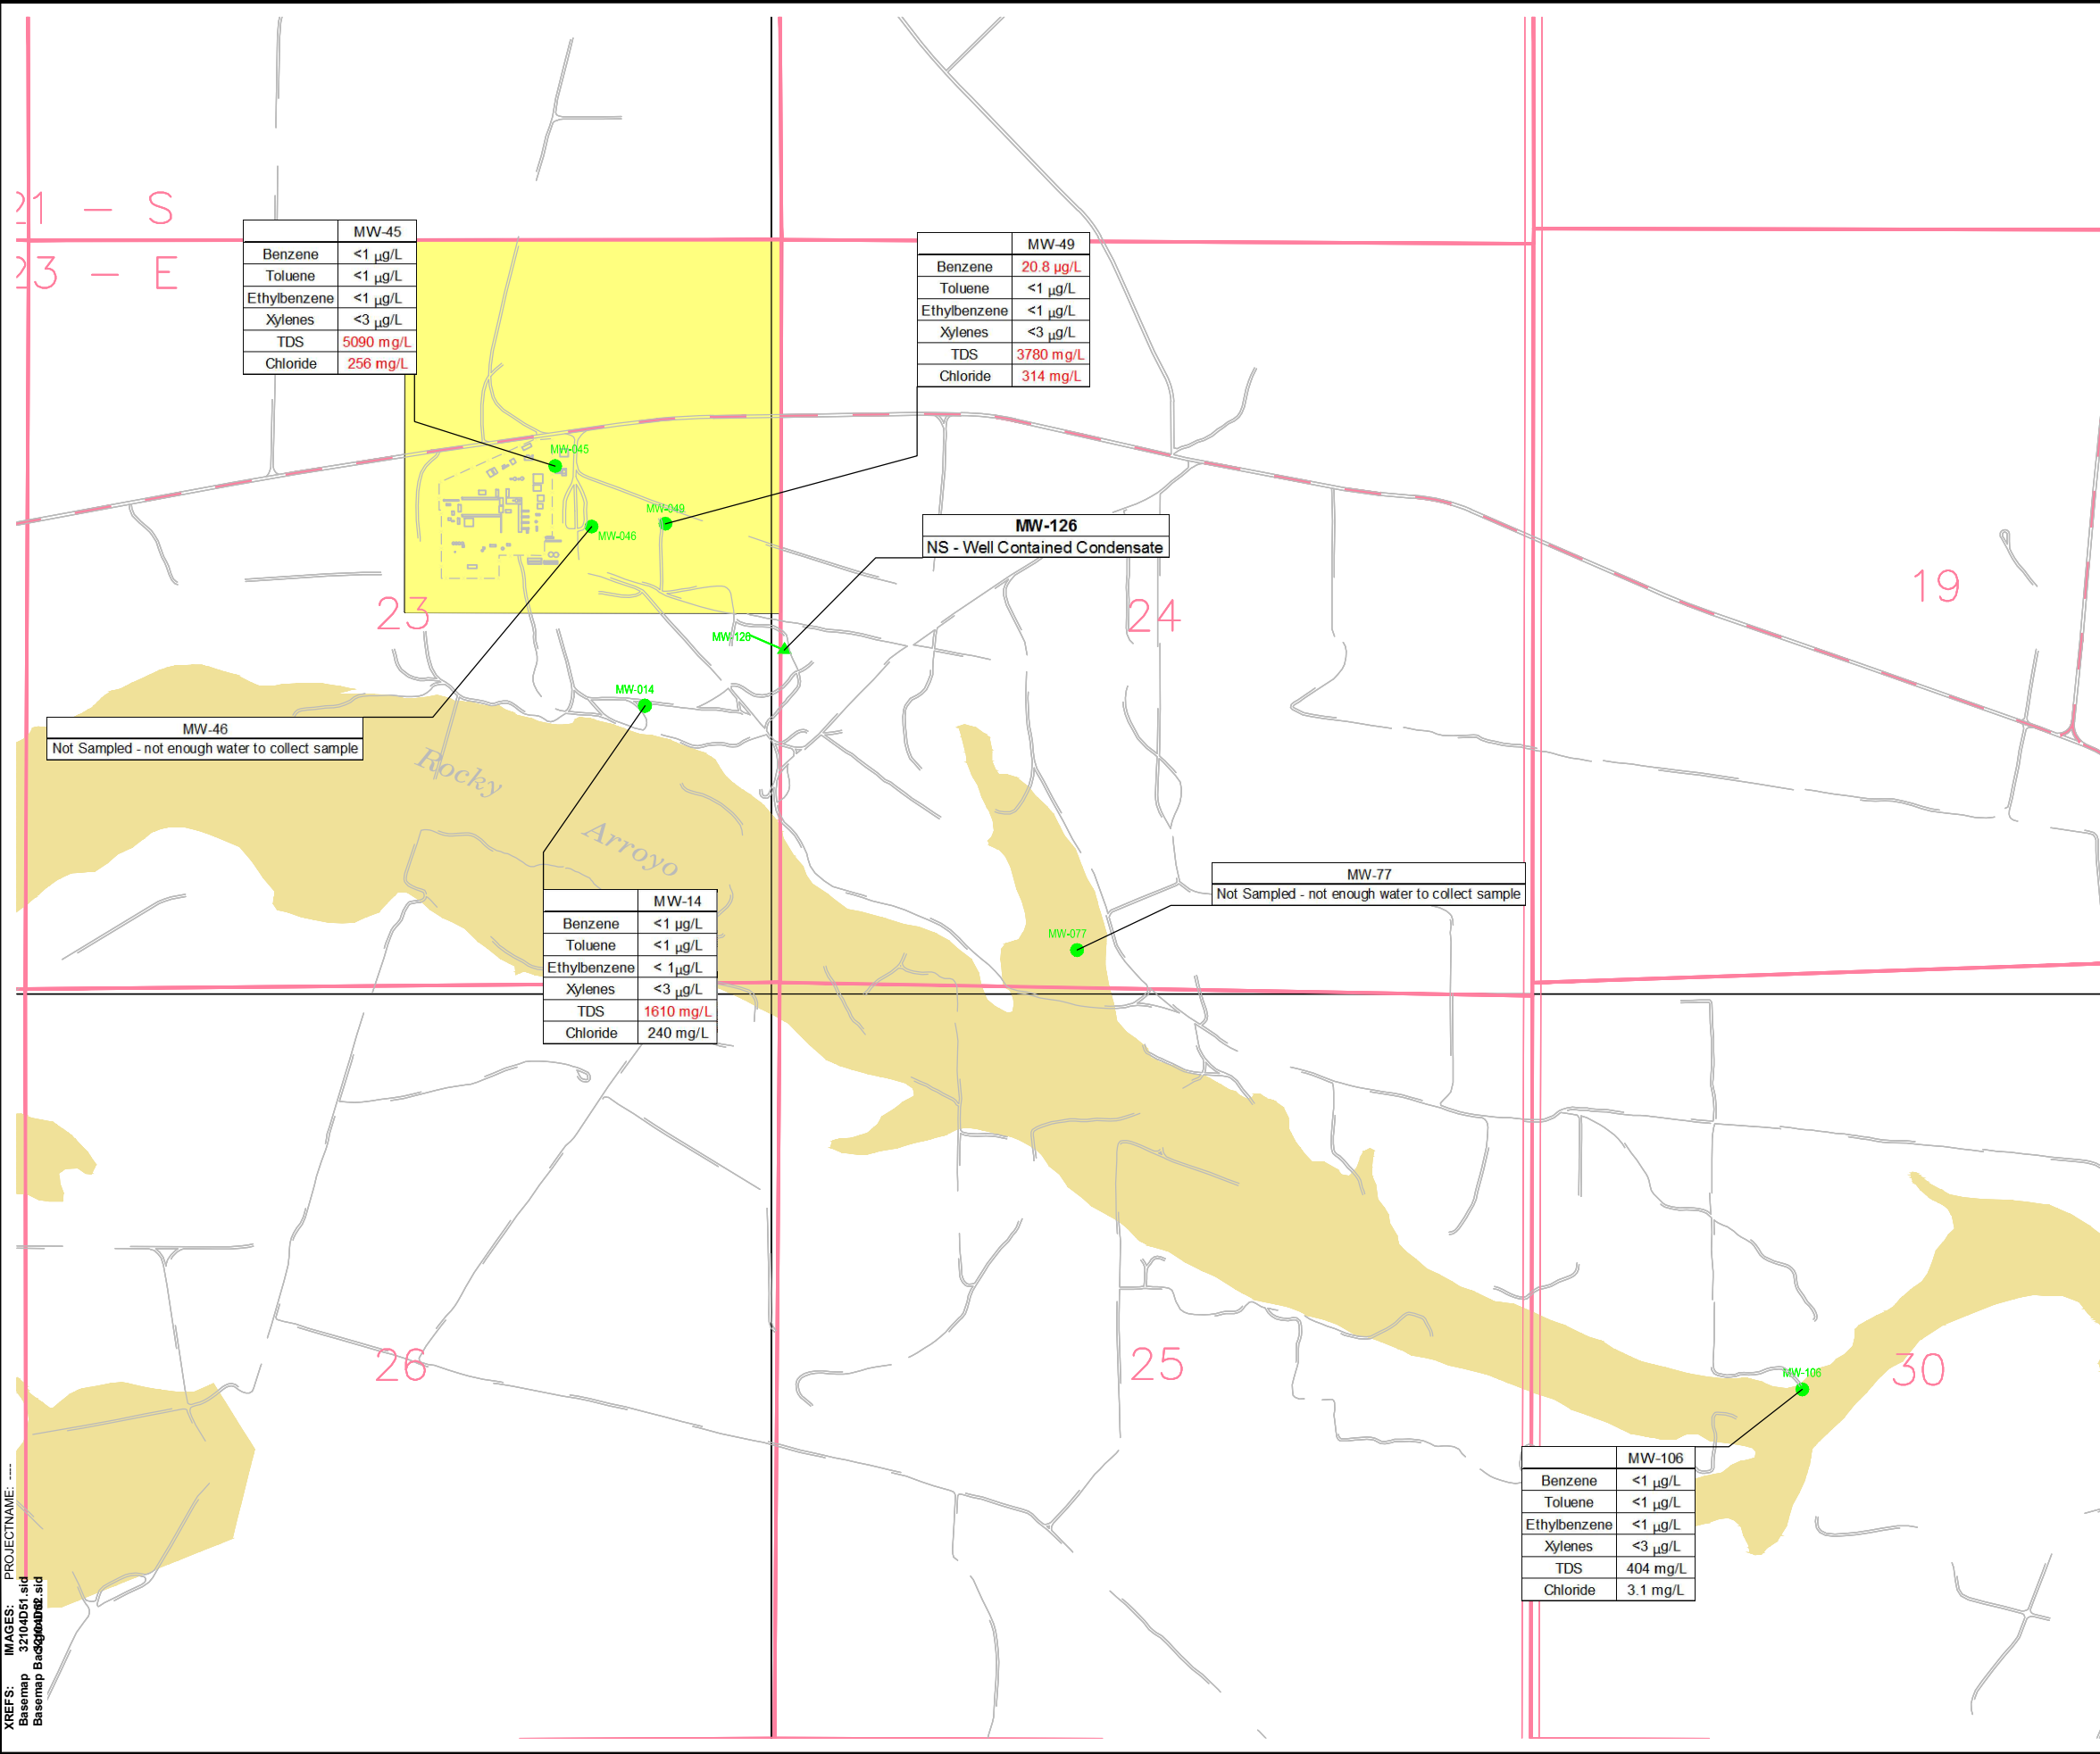 21 - S
23 - E
MW-45
Benzene <1 µg/L
Toluene <1 µg/L
Ethylbenzene <1 µg/L
Xylenes <3 µg/L
TDS 5090 mg/L
Chloride 256 mg/L
MW-49
Benzene 20.8 µg/L
Toluene <1 µg/L
Ethylbenzene <1 µg/L
Xylenes <3 µg/L
TDS 3780 mg/L
Chloride 314 mg/L
MW-045
MW-049
MW-046
MW-126
NS - Well Contained Condensate
23
24
19
MW-126
MW-014
MW-46
Not Sampled - not enough water to collect sample
Rocky
Arroyo
MW-77
Not Sampled - not enough water to collect sample
MW-077
MW-14
Benzene <1 µg/L
Toluene <1 µg/L
Ethylbenzene < 1µg/L
Xylenes <3 µg/L
TDS 1610 mg/L
Chloride 240 mg/L
26
25
30
MW-106
MW-106
Benzene <1 µg/L
Toluene <1 µg/L
Ethylbenzene <1 µg/L
Xylenes <3 µg/L
TDS 404 mg/L
Chloride 3.1 mg/L
XREFS: IMAGES: PROJECTNAME: ----
Basemap 32104D51.sid
Basemap